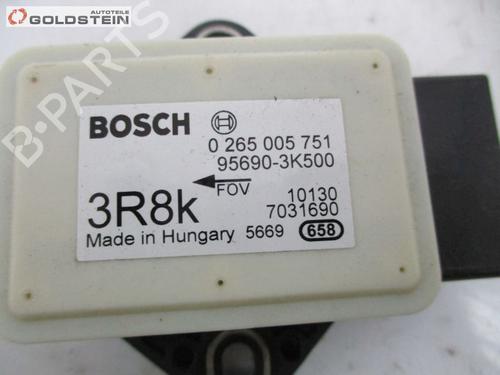 Autoteile
GOLDSTEIN
B-PARTS
BOSCH
0 265 005 751
95690-3K500
FOV
3R8k
10130
7031690
Made in Hungary 5669 658